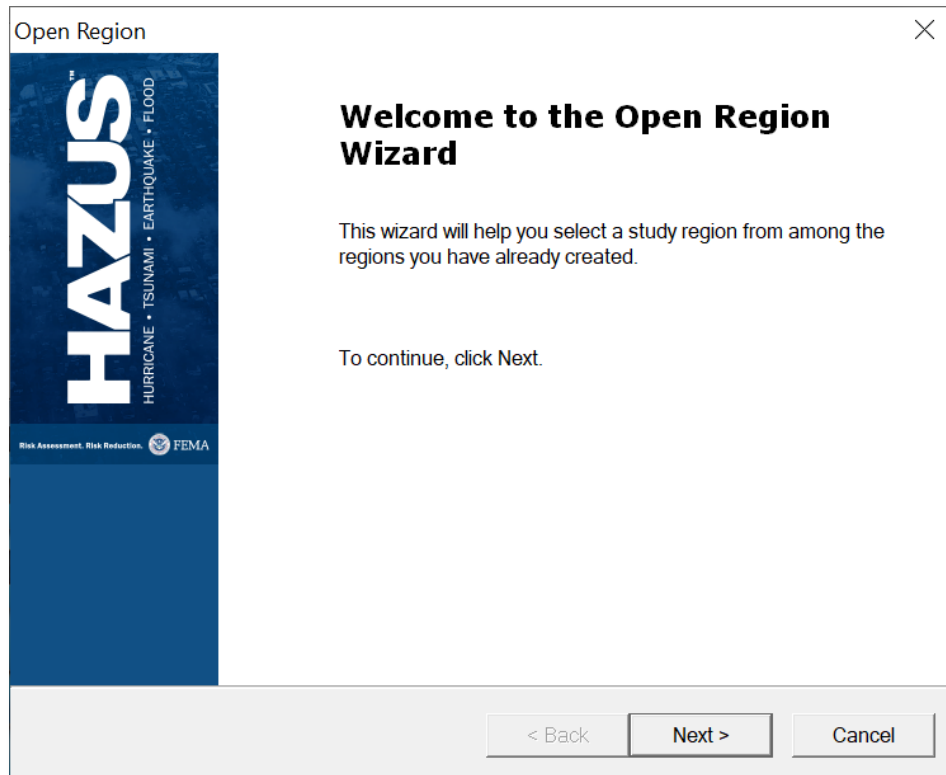 Open Region
HAZUS™
HURRICANE • TSUNAMI • EARTHQUAKE • FLOOD
Risk Assessment. Risk Reduction. FEMA
Welcome to the Open Region
Wizard
This wizard will help you select a study region from among the
regions you have already created.
To continue, click Next.
< Back
Next >
Cancel